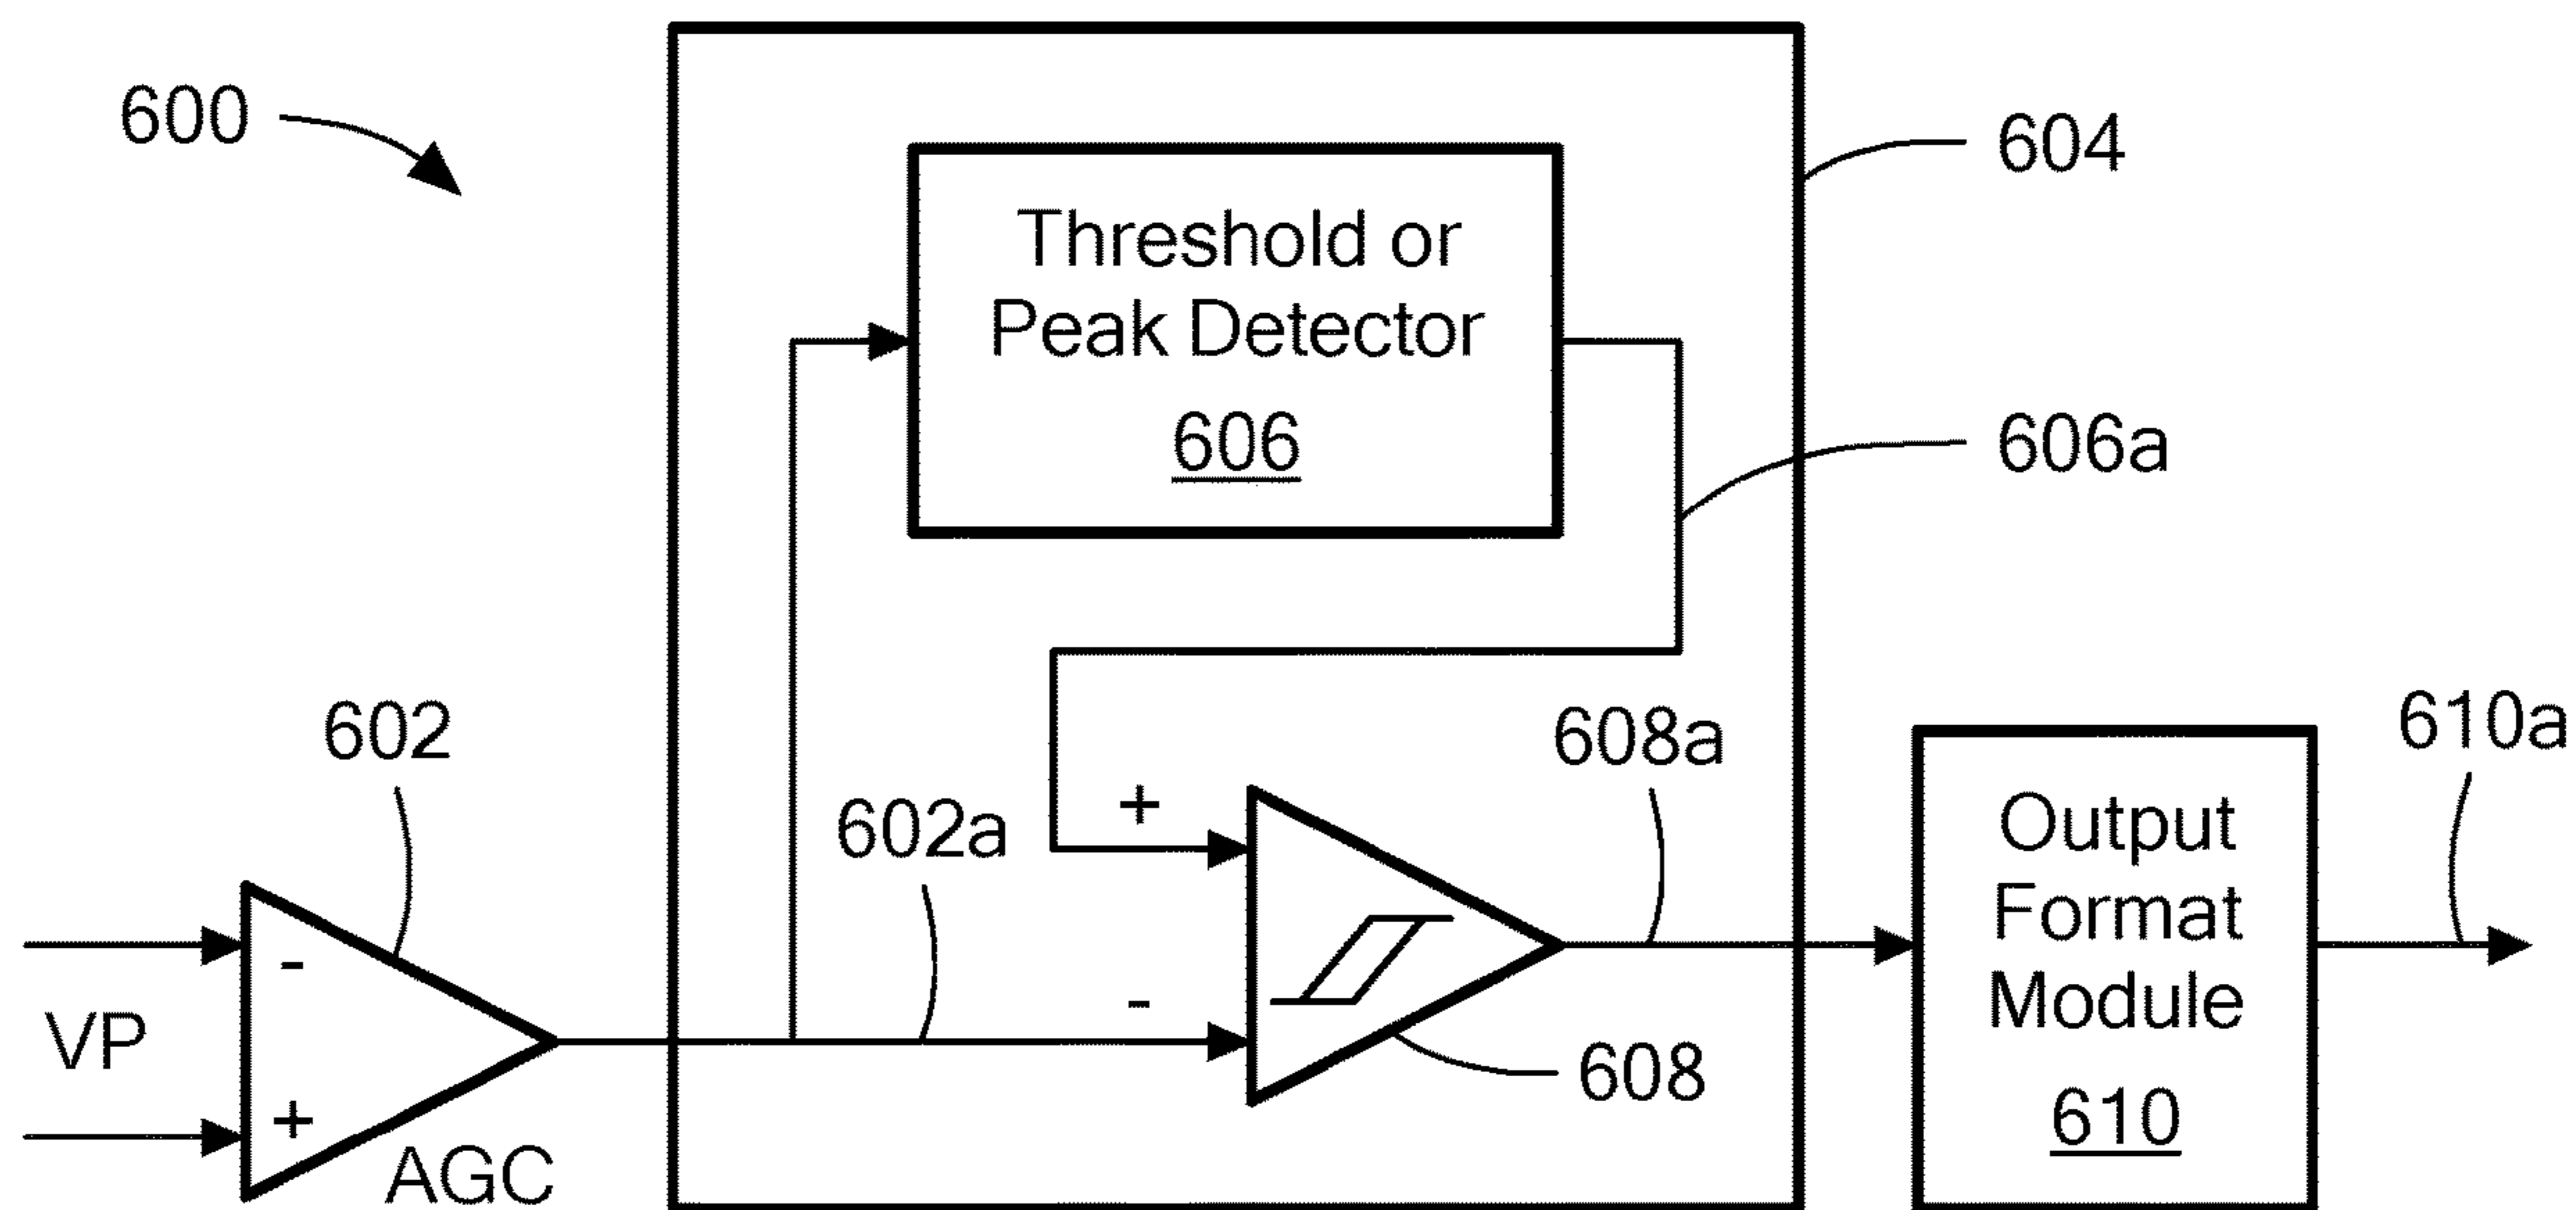 600
604
Threshold or
Peak Detector
606
606a
602
602a
+
-
608a
610a
-
VP
+
AGC
608
Output
Format
Module
610